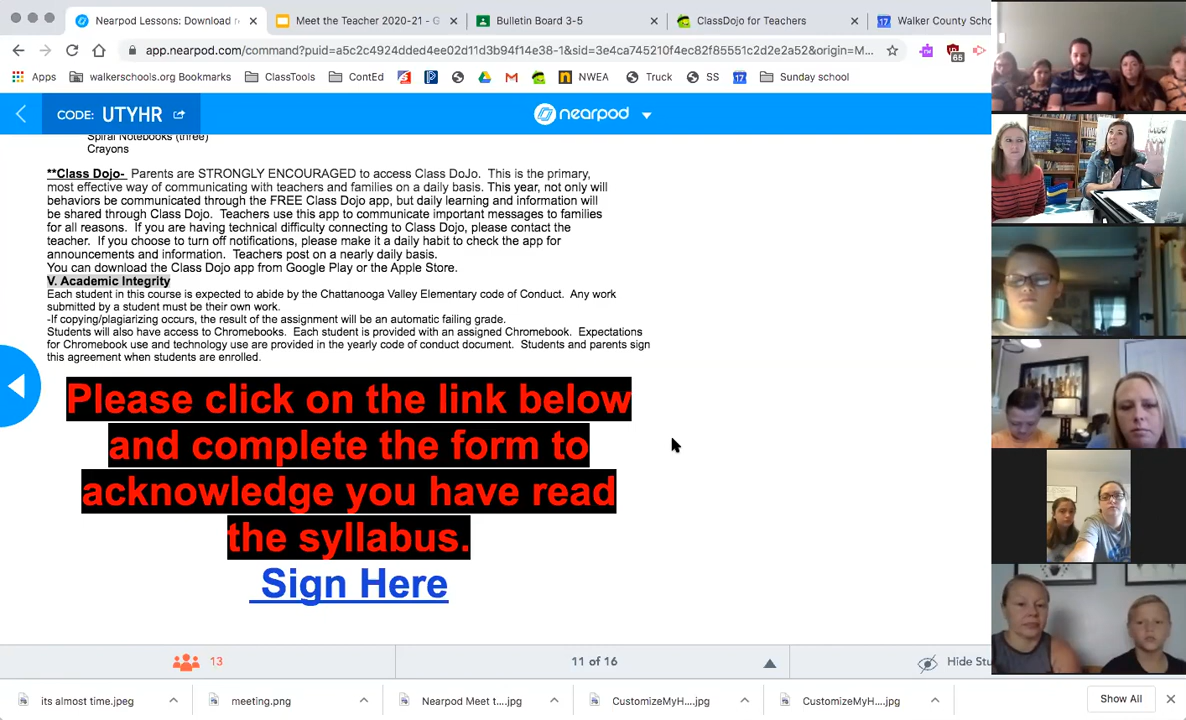 Nearpod Lessons: Download r
Meet the Teacher 2020-21 - G
Bulletin Board 3-5
ClassDojo for Teachers
Walker County Scho
app.nearpod.com/command?puid=a5c2c4924dded4ee02d11d3b94f14e38-1&sid=3e4ca745210f4ec82f85551c2d2e2a52&origin=M...
65
Apps
walkerschools.org Bookmarks
ClassTools
ContEd
NWEA
Truck
SS
17
Sunday school
CODE: UTYHR
nearpod
Spiral Notebooks (three)
Crayons
**Class Dojo- Parents are STRONGLY ENCOURAGED to access Class DoJo. This is the primary,
most effective way of communicating with teachers and families on a daily basis. This year, not only will
behaviors be communicated through the FREE Class Dojo app, but daily learning and information will
be shared through Class Dojo. Teachers use this app to communicate important messages to families
for all reasons. If you are having technical difficulty connecting to Class Dojo, please contact the
teacher. If you choose to turn off notifications, please make it a daily habit to check the app for
announcements and information. Teachers post on a nearly daily basis.
You can download the Class Dojo app from Google Play or the Apple Store.
V. Academic Integrity
Each student in this course is expected to abide by the Chattanooga Valley Elementary code of Conduct. Any work
submitted by a student must be their own work.
-If copying/plagiarizing occurs, the result of the assignment will be an automatic failing grade.
Students will also have access to Chromebooks. Each student is provided with an assigned Chromebook. Expectations
for Chromebook use and technology use are provided in the yearly code of conduct document. Students and parents sign
this agreement when students are enrolled.
Please click on the link below
and complete the form to
acknowledge you have read
the syllabus.
Sign Here
13
11 of 16
Hide Stu
its almost time.jpeg
meeting.png
Nearpod Meet t....jpg
CustomizeMyH....jpg
CustomizeMyH....jpg
Show All